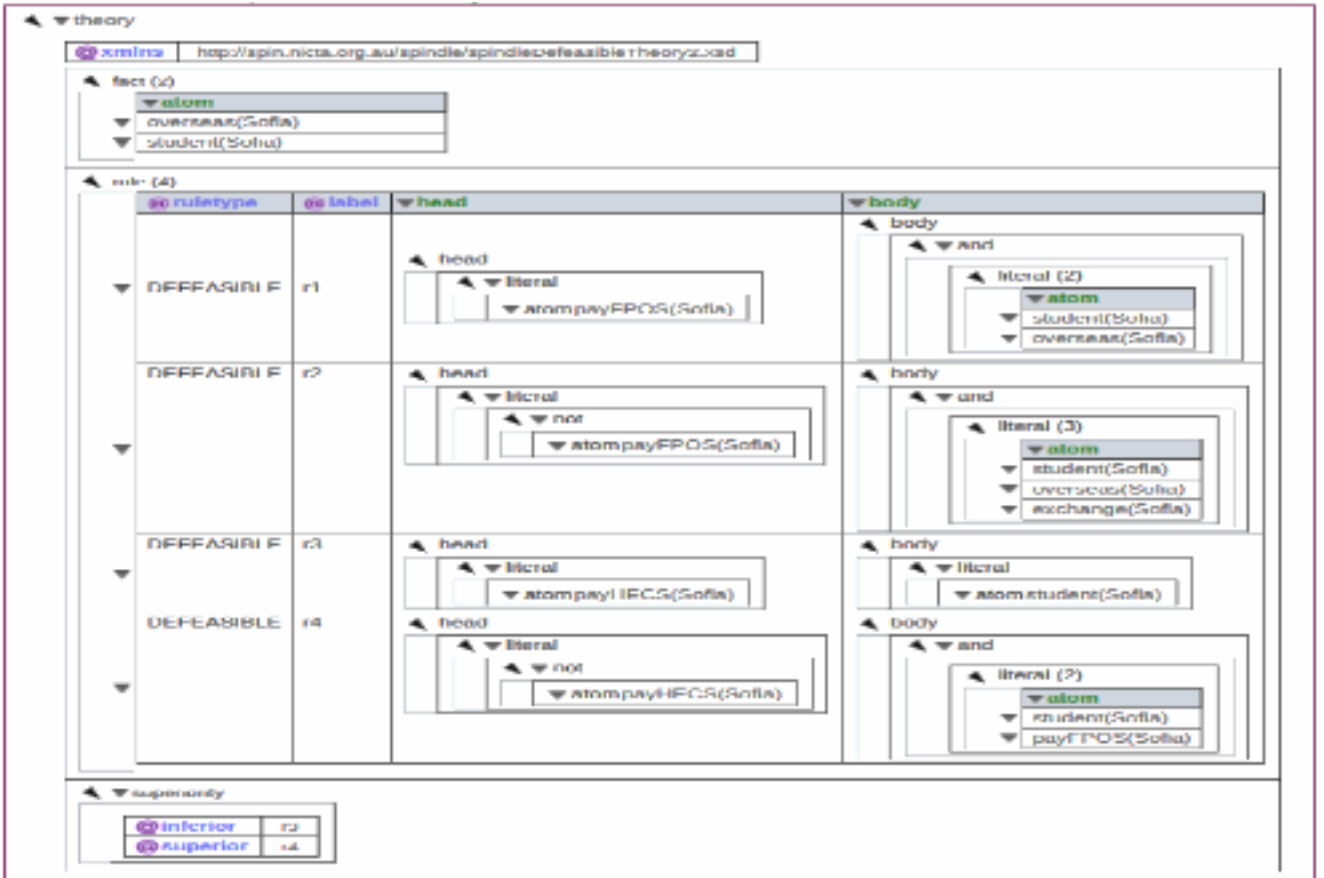 theory
@ xmlns http://spin.nicta.org.au/spindle/spindleDefeasibleTheory2.xsd
fact (2)
atom
overseas(Sofia)
student(Sofia)
rule (4)
@ ruletype @ label head body
body
and
head
literal (2)
literal
atom
DEFEASIBLE r1
atom payFPOS(Sofia)
student(Sofia)
overseas(Sofia)
DEFEASIBLE r2 head body
literal and
not
literal (3)
atom payFPOS(Sofia)
atom
student(Sofia)
overseas(Sofia)
exchange(Sofia)
DEFEASIBLE r3 head body
literal literal
atom payHECS(Sofia) atom student(Sofia)
DEFEASIBLE r4 head body
literal and
not
literal (2)
atom payHECS(Sofia)
atom
student(Sofia)
payFPOS(Sofia)
superiority
@ inferior r3
@ superior r4